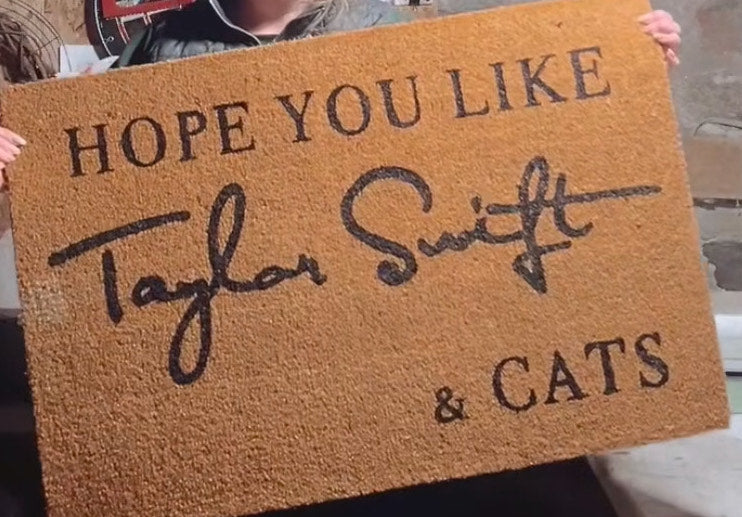 HOPE YOU LIKE
Taylor Swift
& CATS